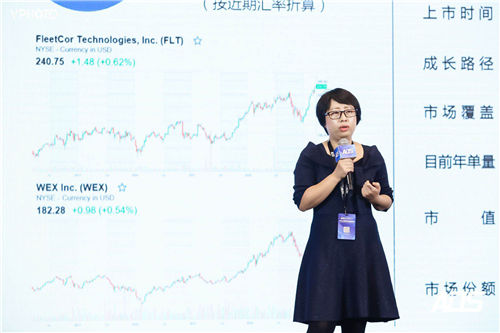 VPHOTO
(按近期汇率折算)
FleetCor Technologies, Inc. (FLT) ☆
NYSE - Currency in USD
240.75 +1.48 (+0.62%)
WEX Inc. (WEX) ☆
NYSE - Currency in USD
182.28 +0.98 (+0.54%)
上市时间
成长路径
市场覆盖
目前年单量
市 值
市场份额